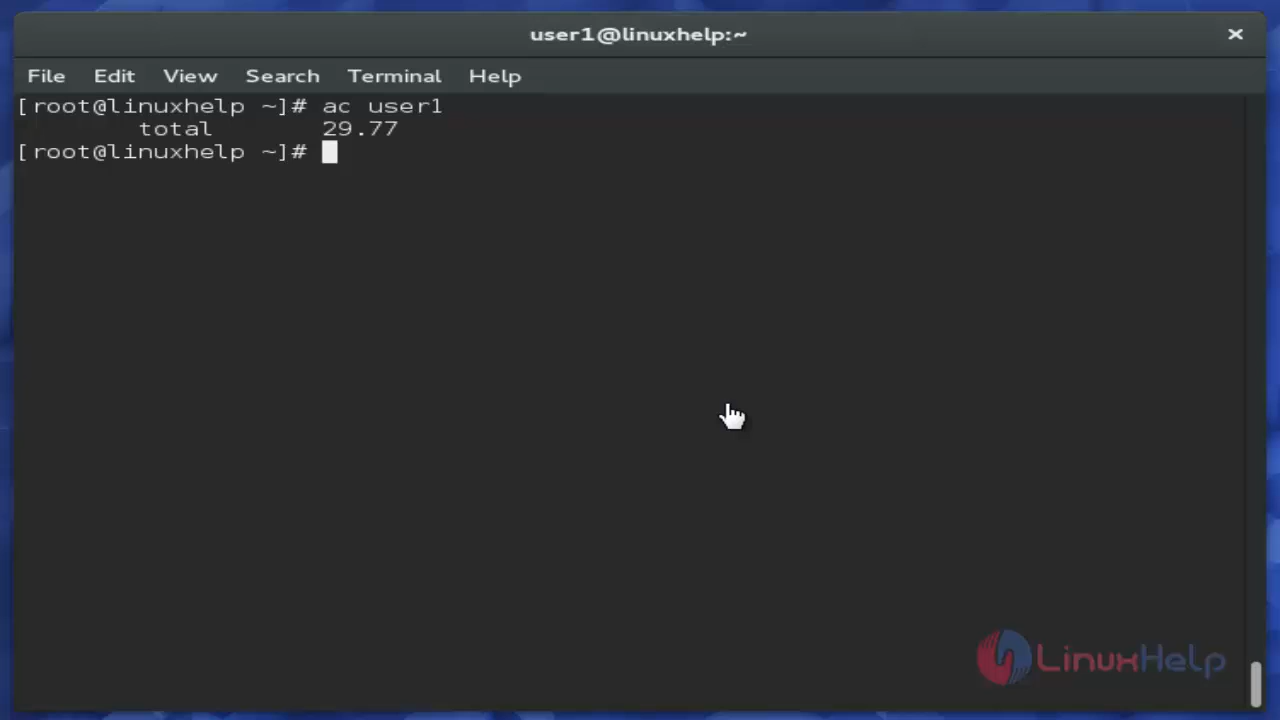 user1@linuxhelp:~
File Edit View Search Terminal Help
[root@linuxhelp ~]# ac user1
total 29.77
[root@linuxhelp ~]#
LinuxHelp